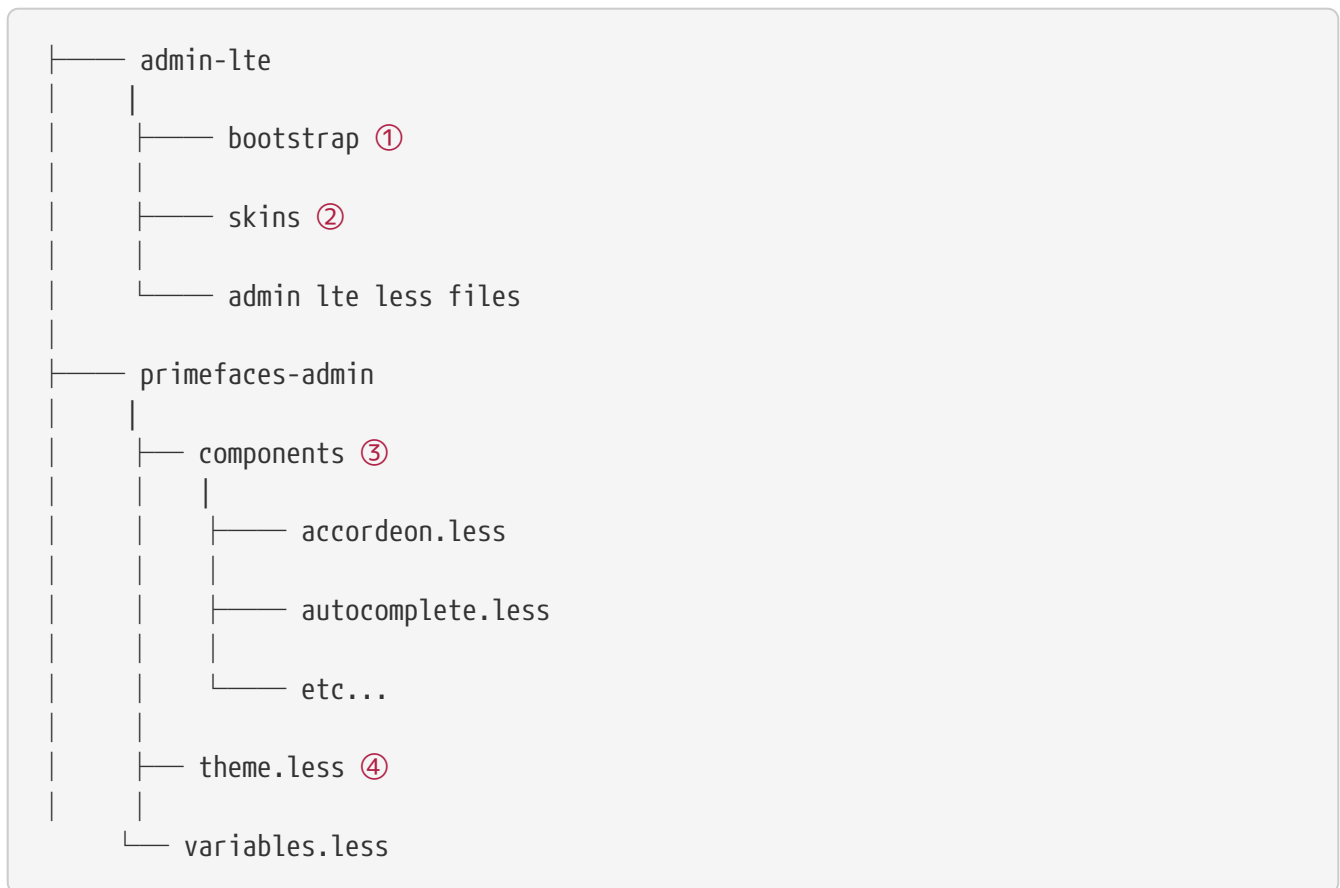 ├──── admin-lte
│     |
│     ├──── bootstrap ①
│     │
│     ├──── skins ②
│     │
│     └──── admin lte less files
│
├──── primefaces-admin
│     |
│     ├─── components ③
│     │    |
│     │    ├──── accordeon.less
│     │    │
│     │    ├──── autocomplete.less
│     │    │
│     │    └──── etc...
│     │
│     ├─── theme.less ④
│     │
     └─── variables.less